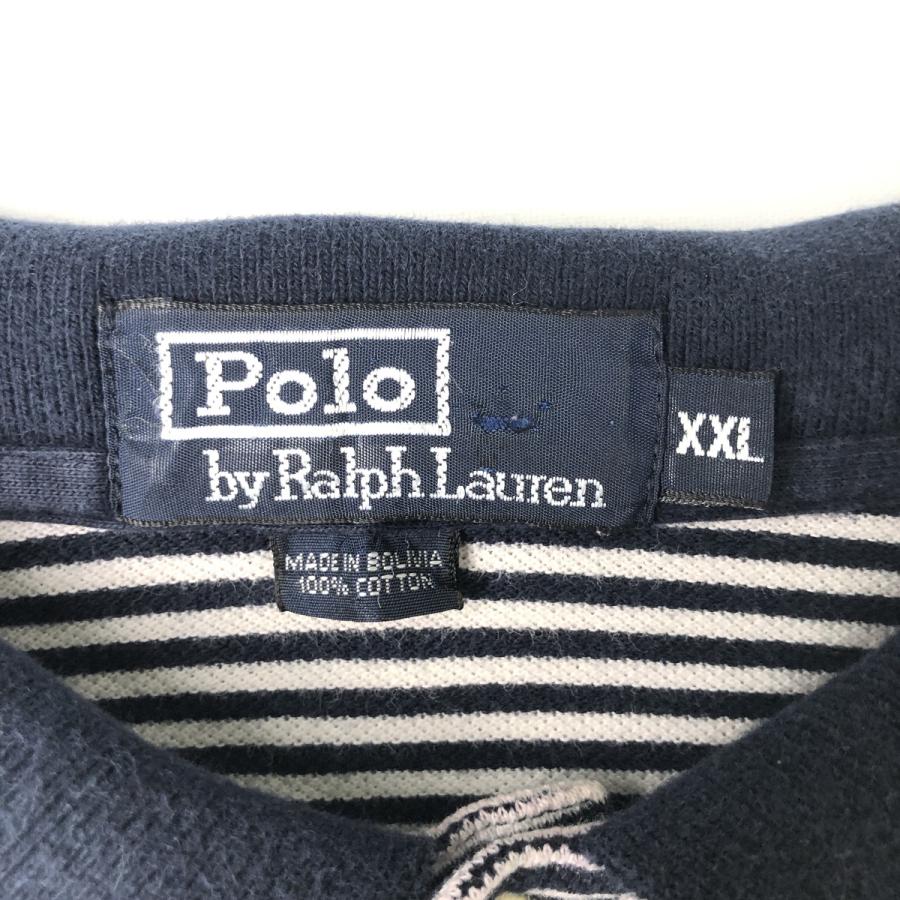 Polo
by Ralph Lauren
XXL
MADE IN BOLIVIA
100% COTTON